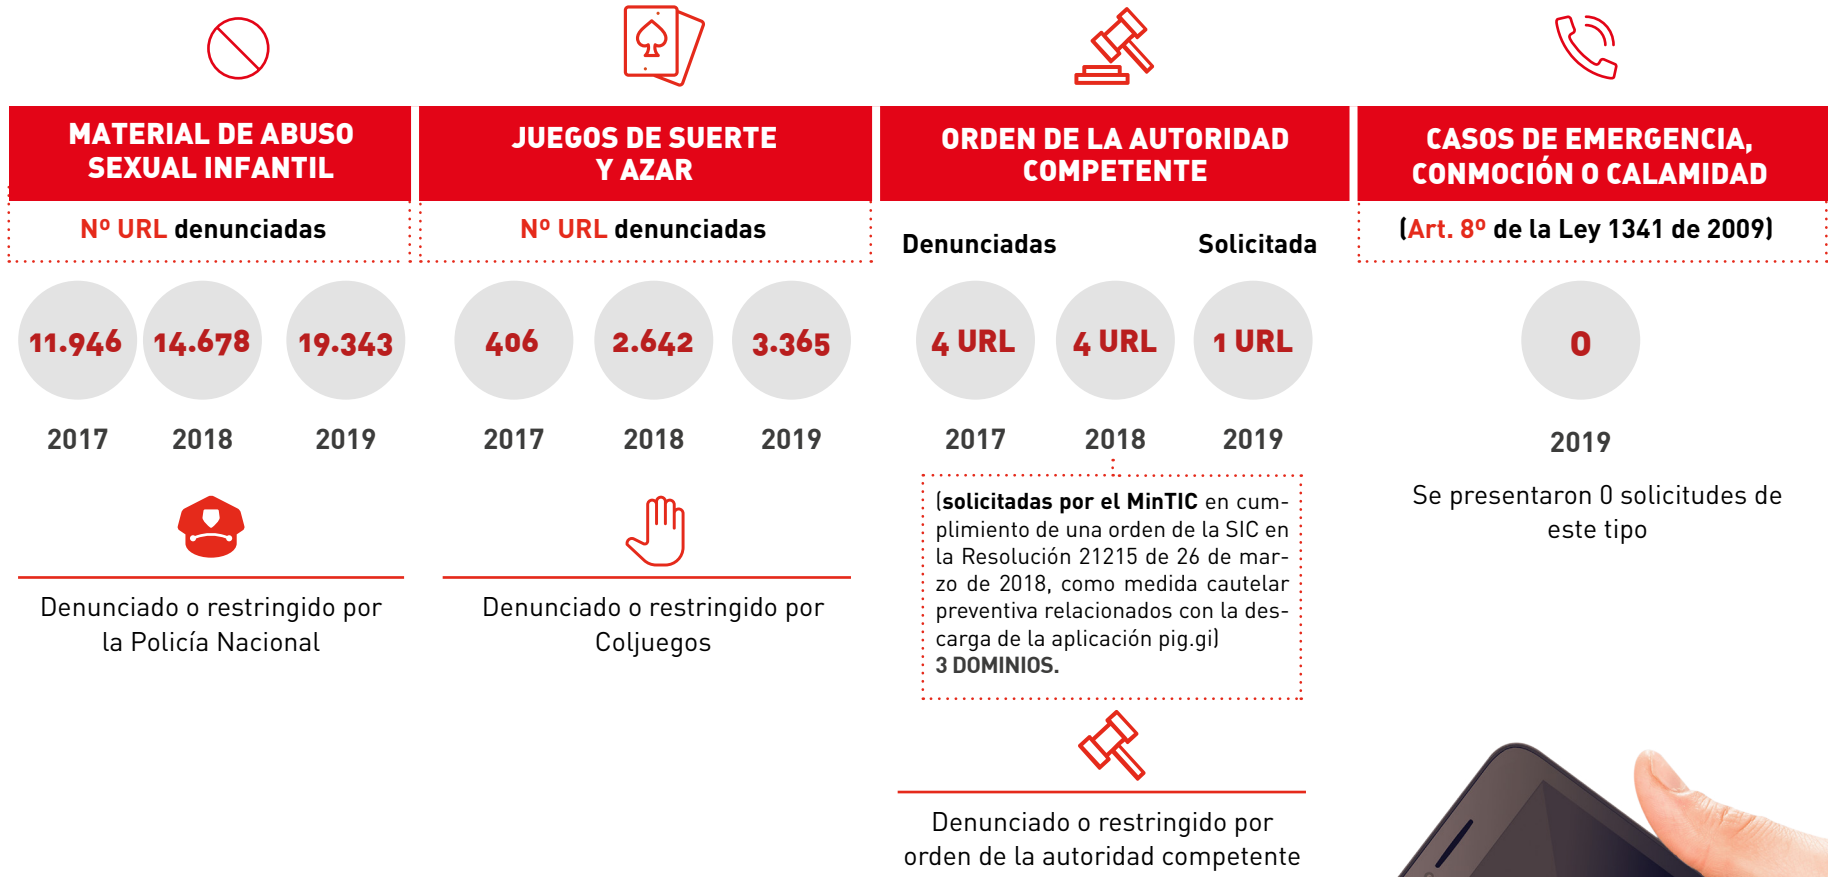 MATERIAL DE ABUSO
SEXUAL INFANTIL
Nº URL denunciadas
11.946 14.678 19.343
2017 2018 2019
Denunciado o restringido por
la Policía Nacional
JUEGOS DE SUERTE
Y AZAR
Nº URL denunciadas
406 2.642 3.365
2017 2018 2019
Denunciado o restringido por
Coljuegos
ORDEN DE LA AUTORIDAD
COMPETENTE
Denunciadas Solicitada
4 URL 4 URL 1 URL
2017 2018 2019
(solicitadas por el MinTIC en cum-
plimiento de una orden de la SIC en
la Resolución 21215 de 26 de mar-
zo de 2018, como medida cautelar
preventiva relacionados con la des-
carga de la aplicación pig.gi)
3 DOMINIOS.
Denunciado o restringido por
orden de la autoridad competente
CASOS DE EMERGENCIA,
CONMOCIÓN O CALAMIDAD
(Art. 8º de la Ley 1341 de 2009)
0
2019
Se presentaron 0 solicitudes de
este tipo